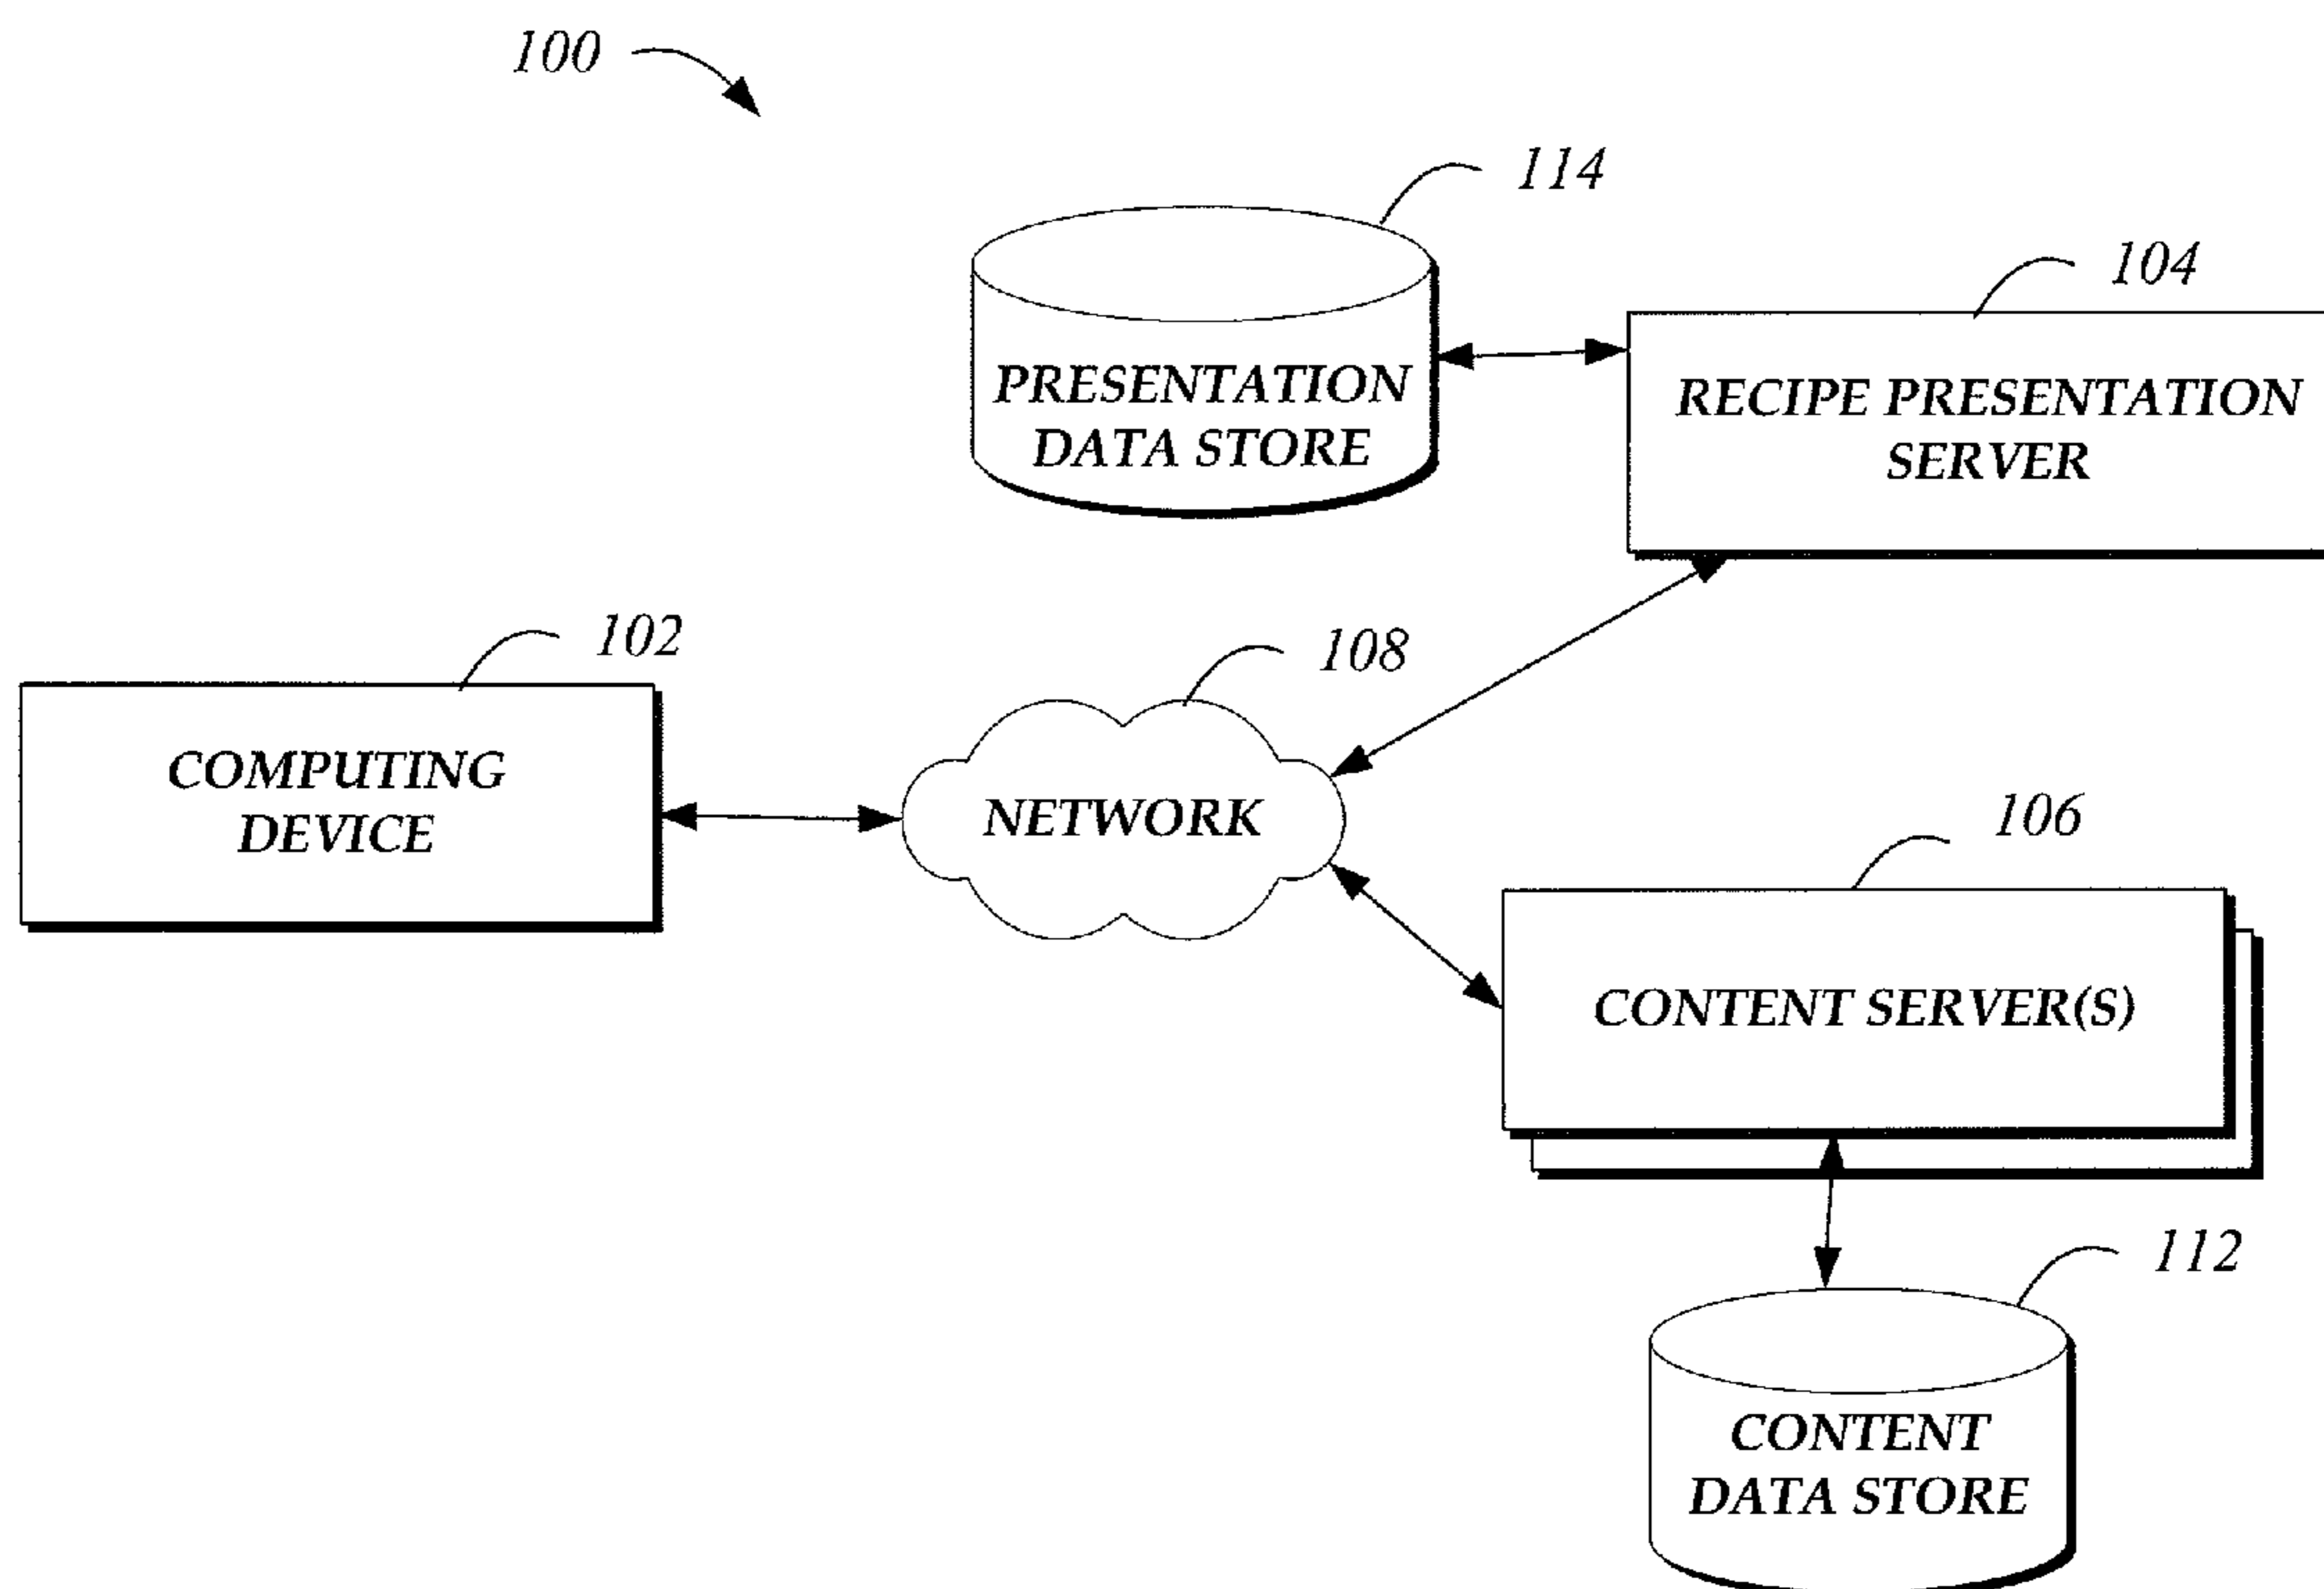 100
114
104
PRESENTATION
DATA STORE
RECIPE PRESENTATION
SERVER
102
108
COMPUTING
DEVICE
NETWORK
106
CONTENT SERVER(S)
112
CONTENT
DATA STORE